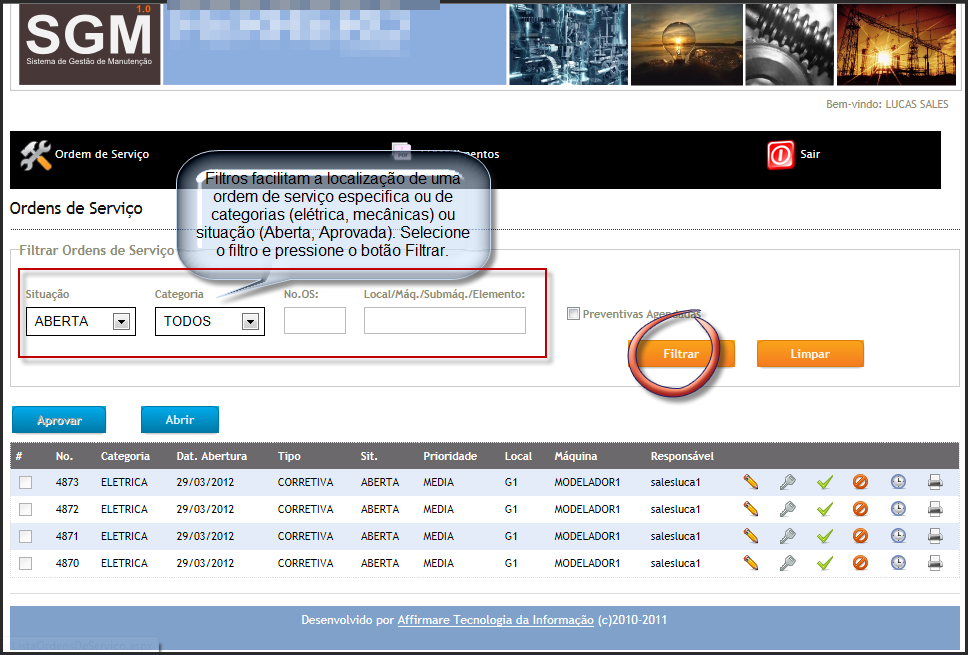 1.0
SGM
Sistema de Gestão de Manutenção
Bem-vindo: LUCAS SALES
Ordem de Serviço
Sair
Ordens de Serviço
Filtros facilitam a localização de uma
ordem de serviço especifica ou de
categorias (elétrica, mecânicas) ou
situação (Aberta, Aprovada). Selecione
o filtro e pressione o botão Filtrar.
Filtrar Ordens de Serviço
Situação Categoria No.OS: Local/Máq./Submáq./Elemento:
ABERTA TODOS
Preventivas Agendadas
Filtrar Limpar
Aprovar Abrir
# No. Categoria Dat. Abertura Tipo Sit. Prioridade Local Máquina Responsável
4873 ELETRICA 29/03/2012 CORRETIVA ABERTA MEDIA G1 MODELADOR1 salesluca1
4872 ELETRICA 29/03/2012 CORRETIVA ABERTA MEDIA G1 MODELADOR1 salesluca1
4871 ELETRICA 29/03/2012 CORRETIVA ABERTA MEDIA G1 MODELADOR1 salesluca1
4870 ELETRICA 29/03/2012 CORRETIVA ABERTA MEDIA G1 MODELADOR1 salesluca1
Desenvolvido por Affirmare Tecnologia da Informação (c)2010-2011